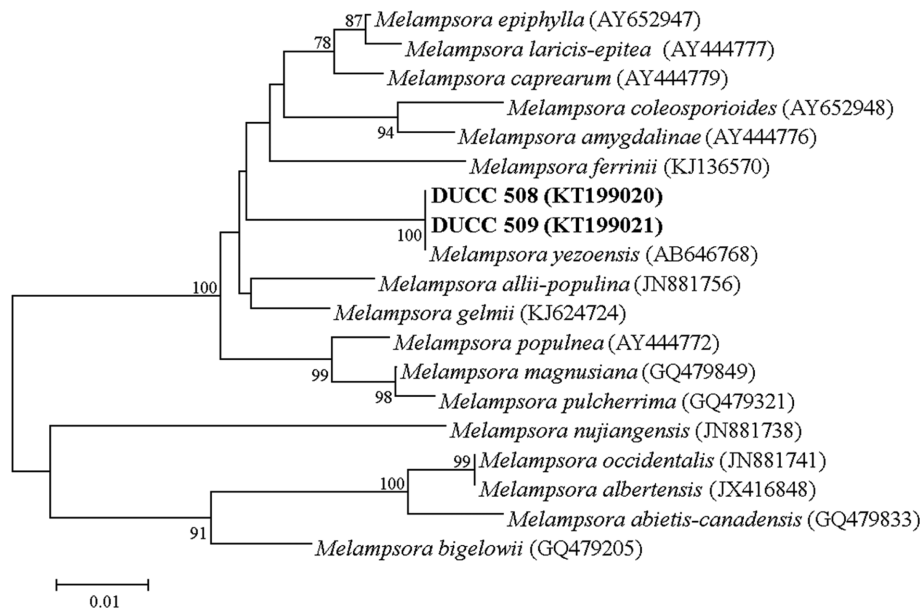 87
Melampsora epiphylla (AY652947)
78
Melampsora laricis-epitea (AY444777)
Melampsora caprearum (AY444779)
Melampsora coleosporioides (AY652948)
94
Melampsora amygdalinae (AY444776)
Melampsora ferrinii (KJ136570)
DUCC 508 (KT199020)
DUCC 509 (KT199021)
100
Melampsora yezoensis (AB646768)
Melampsora allii-populina (JN881756)
100
Melampsora gelmii (KJ624724)
Melampsora populnea (AY444772)
99
Melampsora magnusiana (GQ479849)
98
Melampsora pulcherrima (GQ479321)
Melampsora nujiangensis (JN881738)
99
Melampsora occidentalis (JN881741)
100
Melampsora albertensis (JX416848)
Melampsora abietis-canadensis (GQ479833)
91
Melampsora bigelowii (GQ479205)
0.01